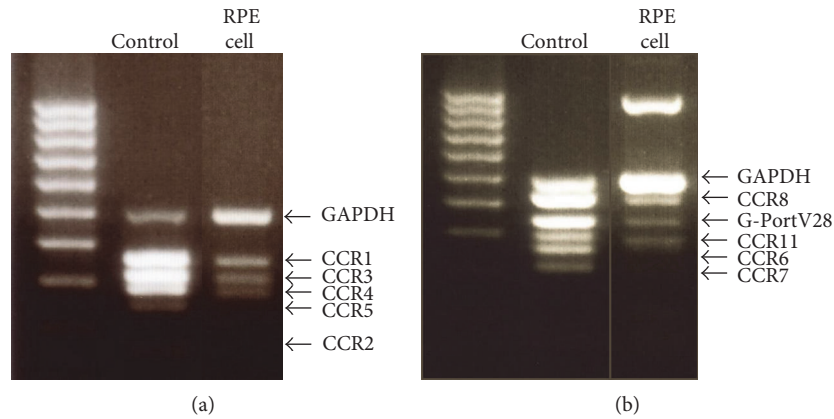 RPE
cell
Control
← GAPDH
← CCR1
← CCR3
← CCR4
← CCR5
← CCR2
(a)
RPE
cell
Control
← GAPDH
← CCR8
← G-PortV28
← CCR11
← CCR6
← CCR7
(b)